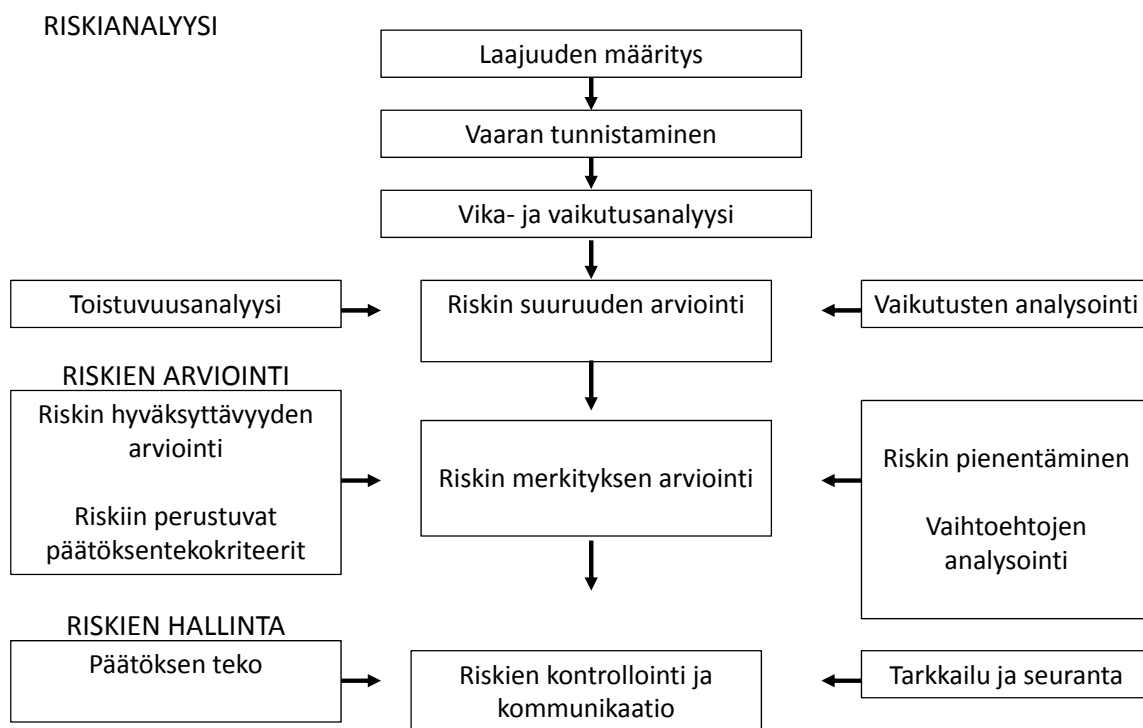 RISKIANALYYSI
Laajuuden määritys
Vaaran tunnistaminen
Vika- ja vaikutusanalyysi
Toistuvuusanalyysi
Riskin suuruuden arviointi
Vaikutusten analysointi
RISKIEN ARVIOINTI
Riskin hyväksyttävyyden
arviointi
Riskiin perustuvat
päätöksentekokriteerit
Riskin merkityksen arviointi
Riskin pienentäminen
Vaihtoehtojen
analysointi
RISKIEN HALLINTA
Päätöksen teko
Riskien kontrollointi ja
kommunikaatio
Tarkkailu ja seuranta